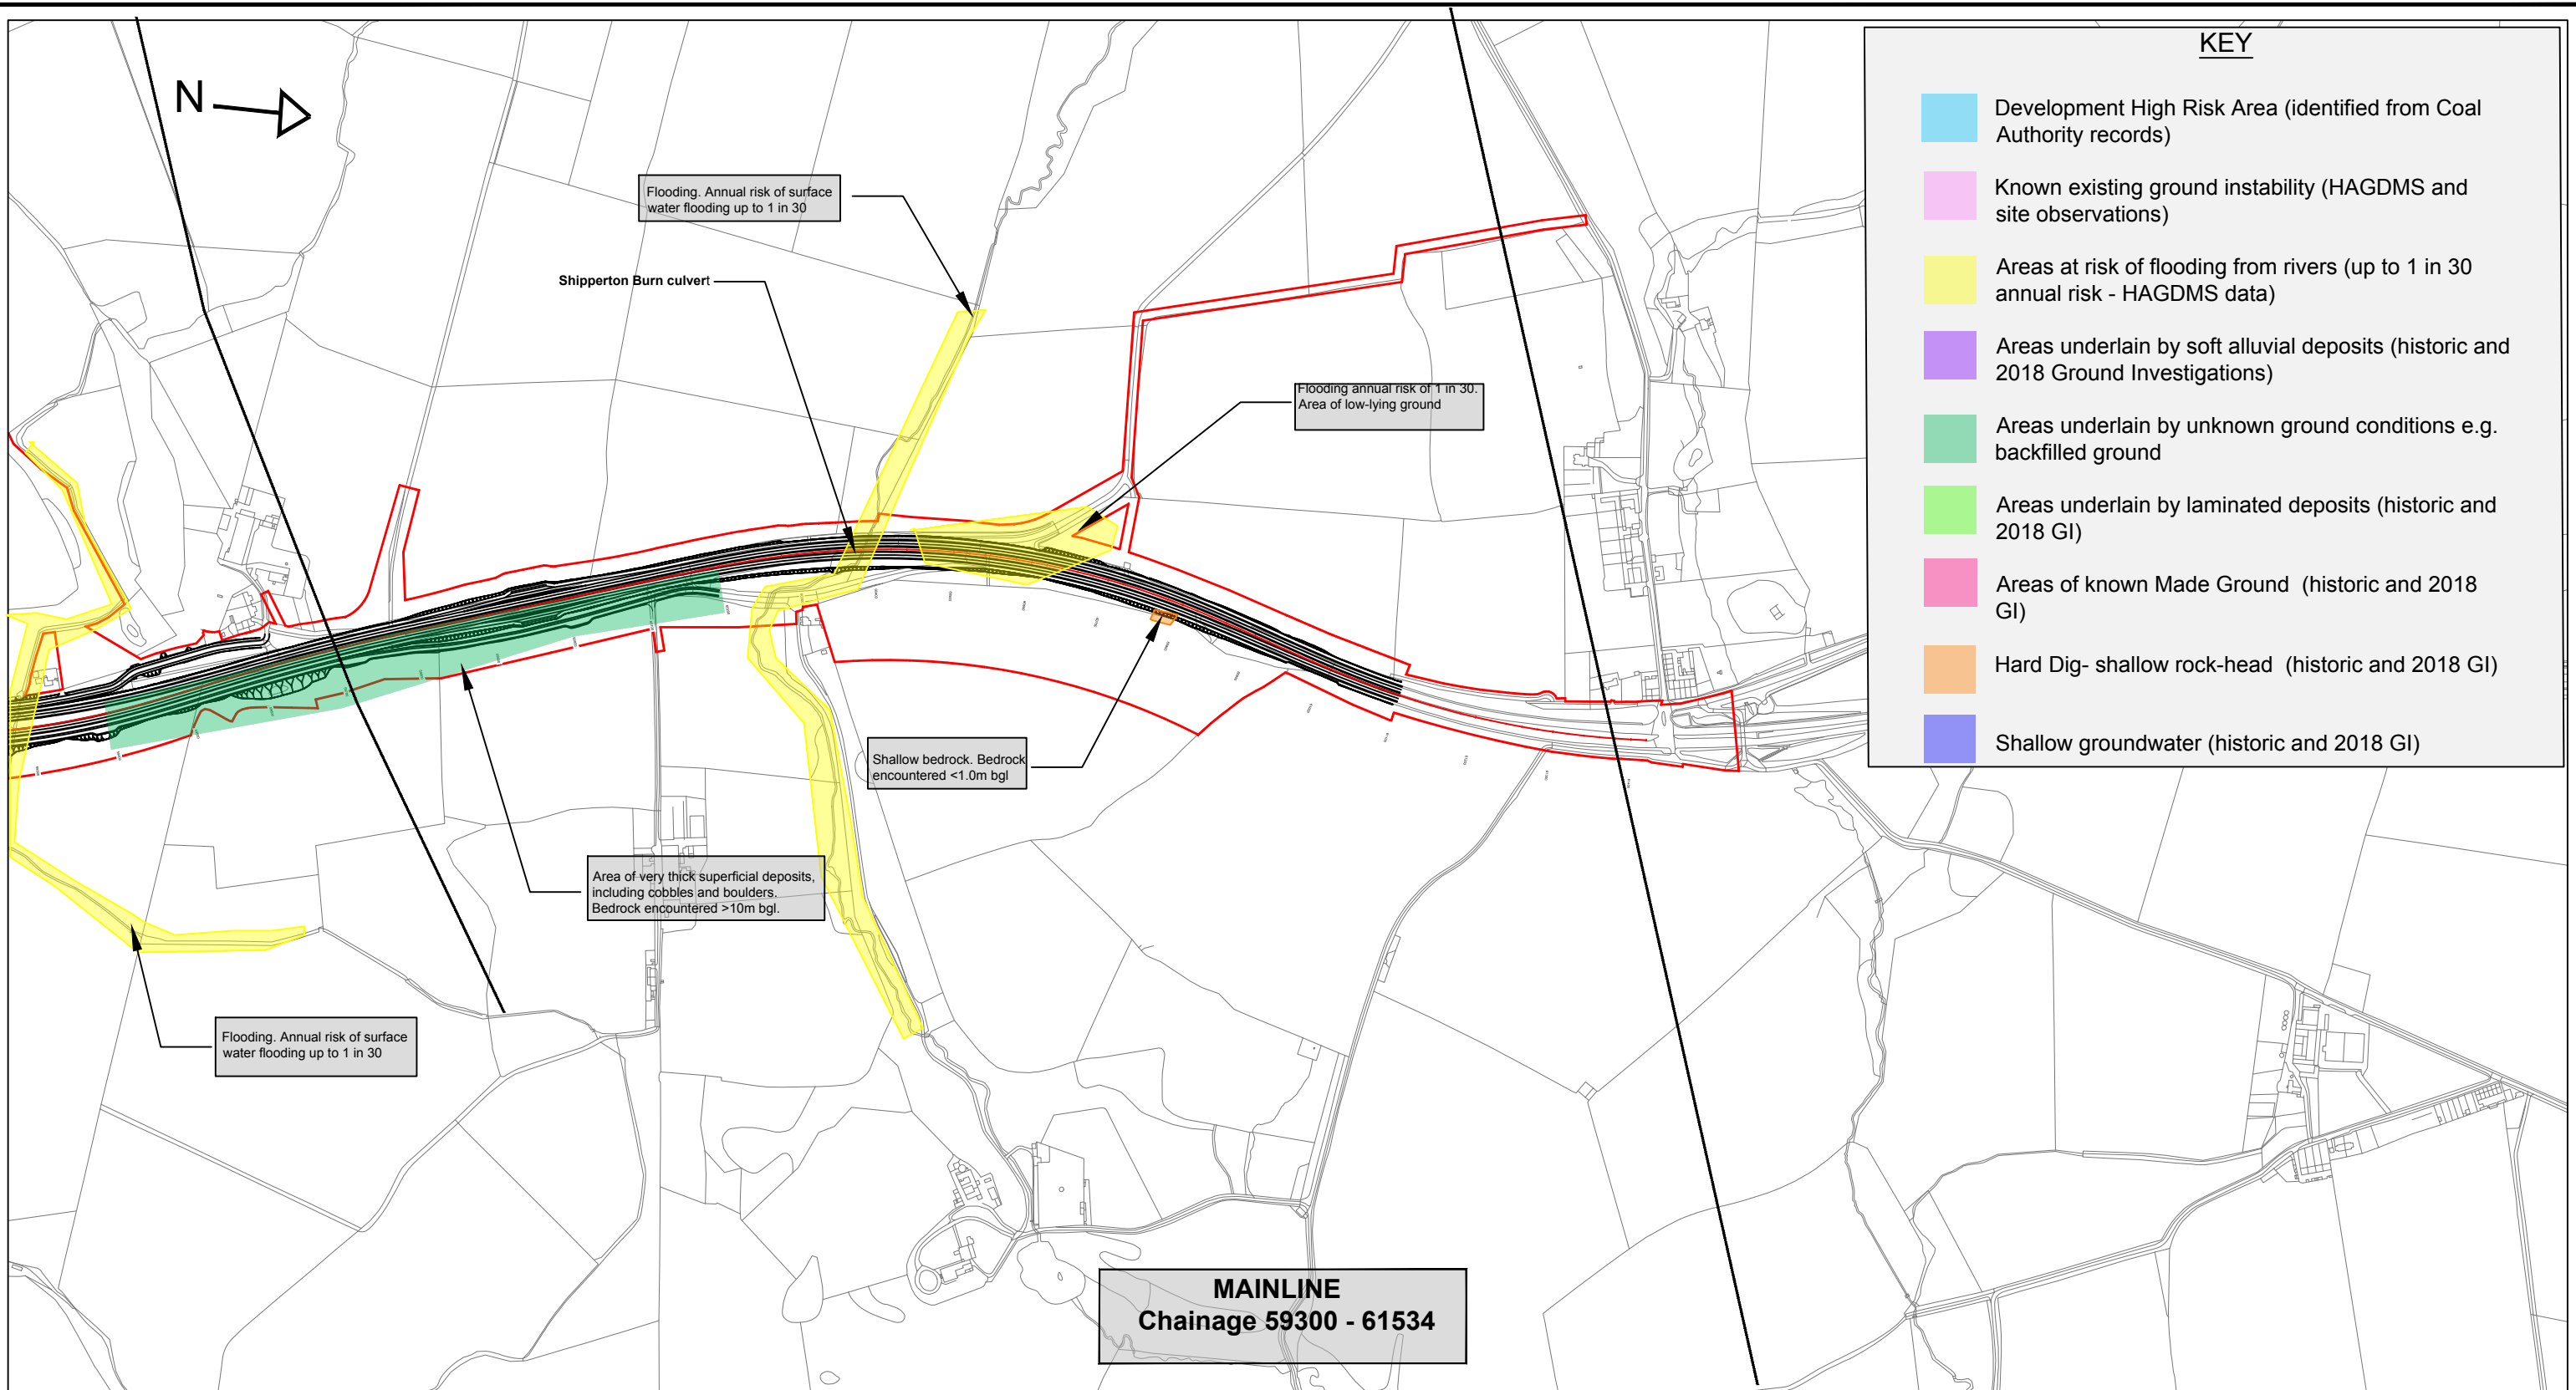 N
Flooding. Annual risk of surface
water flooding up to 1 in 30
Shipperton Burn culvert
Flooding annual risk of 1 in 30.
Area of low-lying ground
Shallow bedrock. Bedrock
encountered <1.0m bgl
Area of very thick superficial deposits,
including cobbles and boulders.
Bedrock encountered >10m bgl.
Flooding. Annual risk of surface
water flooding up to 1 in 30
MAINLINE
Chainage 59300 - 61534
KEY
Development High Risk Area (identified from Coal
Authority records)
Known existing ground instability (HAGDMS and
site observations)
Areas at risk of flooding from rivers (up to 1 in 30
annual risk - HAGDMS data)
Areas underlain by soft alluvial deposits (historic and
2018 Ground Investigations)
Areas underlain by unknown ground conditions e.g.
backfilled ground
Areas underlain by laminated deposits (historic and
2018 GI)
Areas of known Made Ground (historic and 2018
GI)
Hard Dig- shallow rock-head (historic and 2018 GI)
Shallow groundwater (historic and 2018 GI)